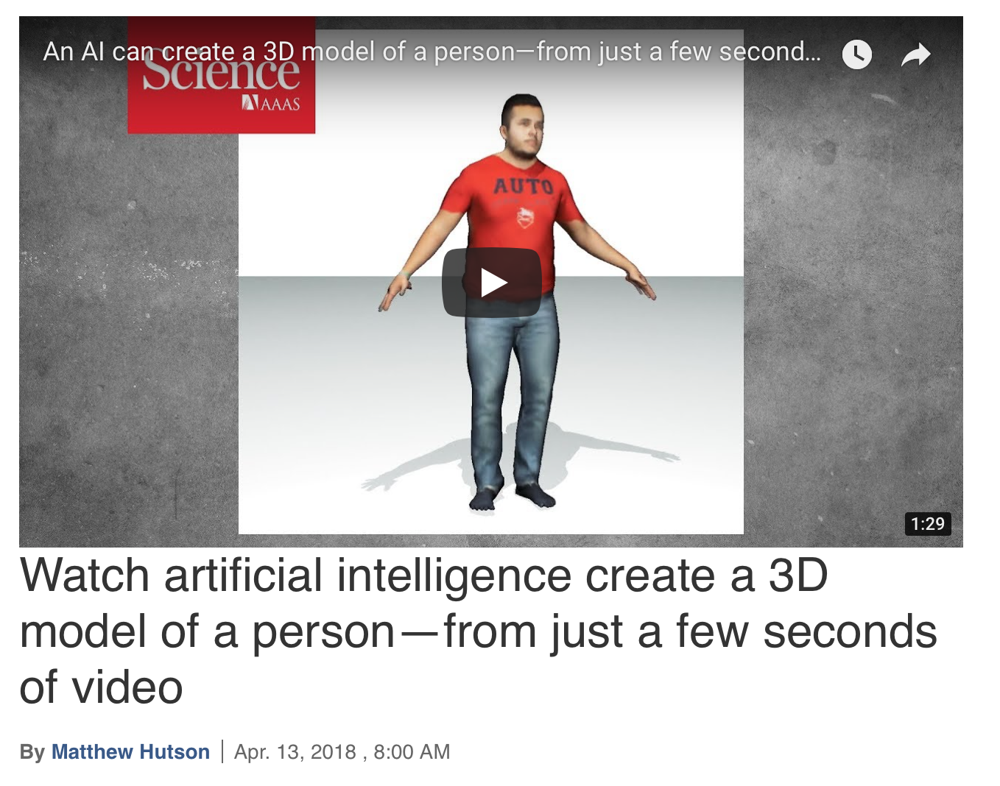 An AI can create a 3D model of a person—from just a few second...
Science
AAAS
AUTO
1:29
Watch artificial intelligence create a 3D
model of a person—from just a few seconds
of video
By Matthew Hutson | Apr. 13, 2018 , 8:00 AM